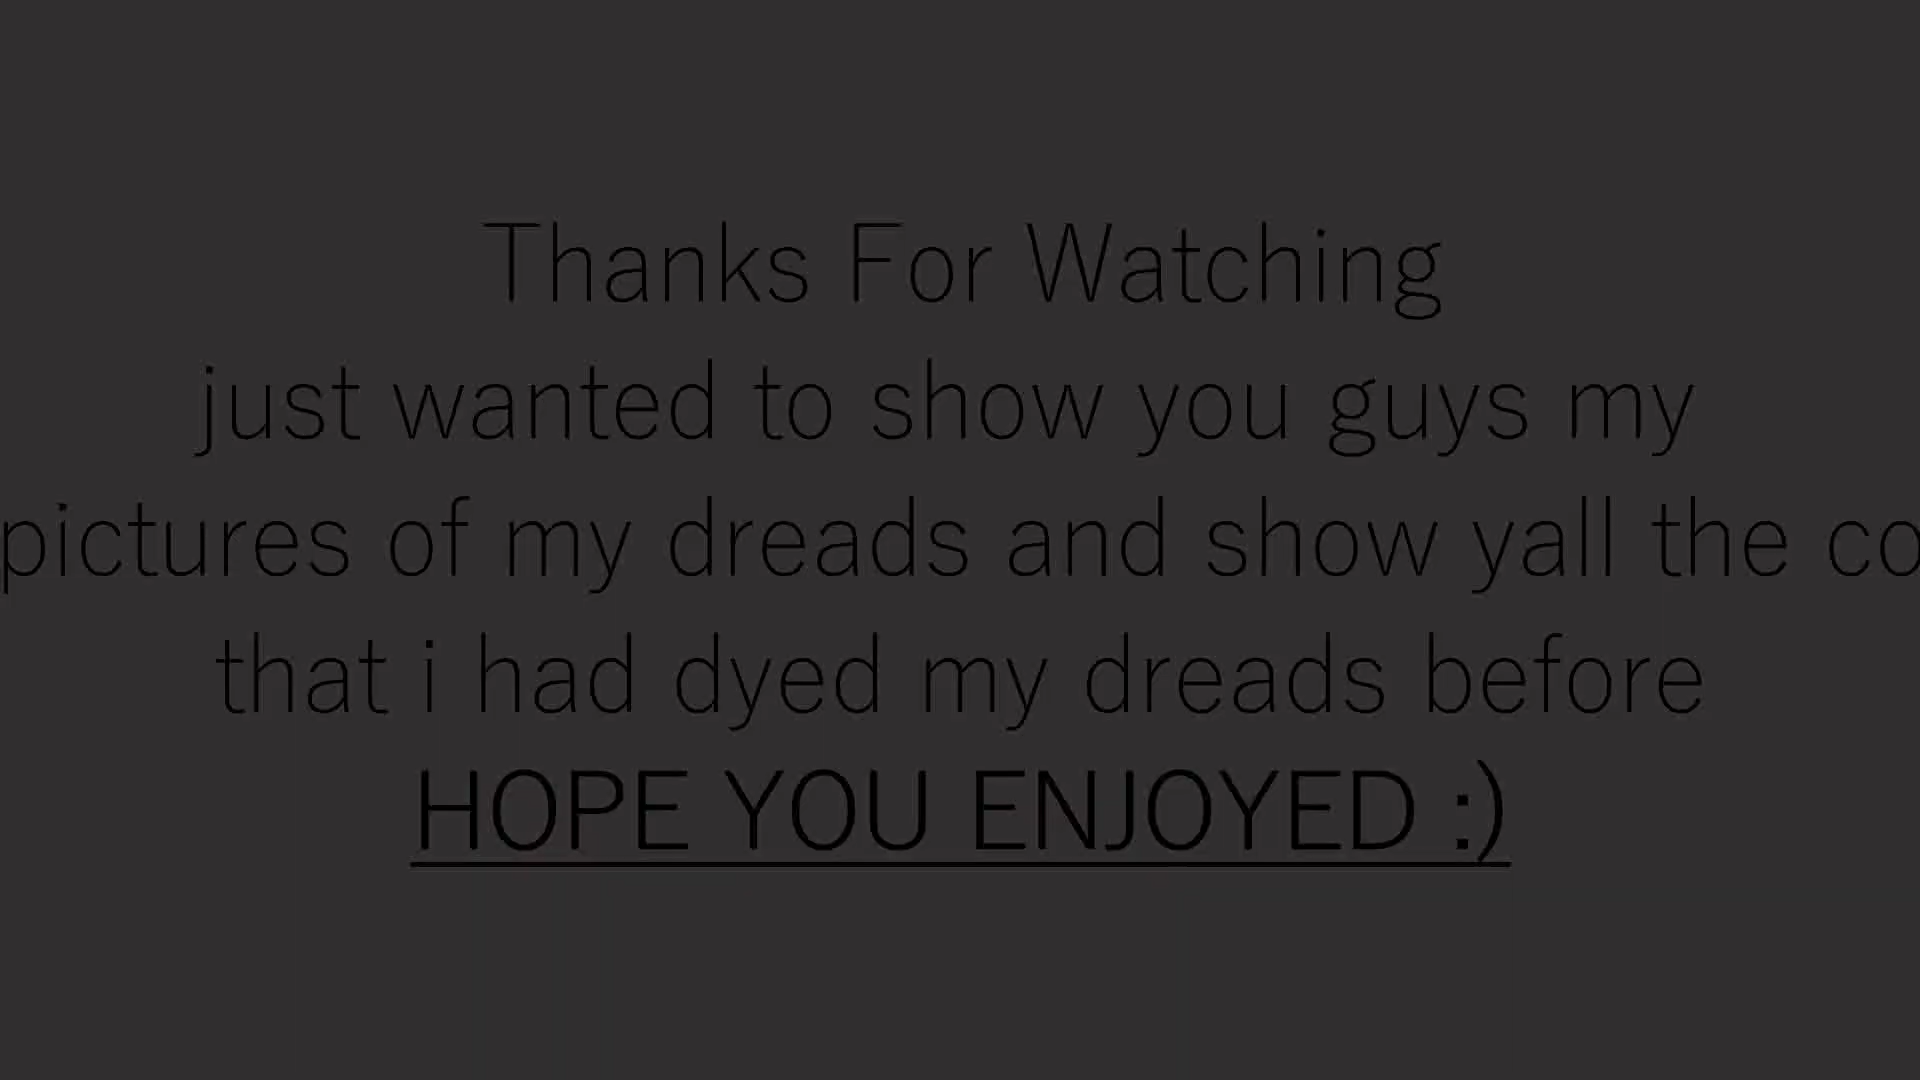 Thanks For Watching
just wanted to show you guys my
pictures of my dreads and show yall the co
that i had dyed my dreads before
HOPE YOU ENJOYED :)